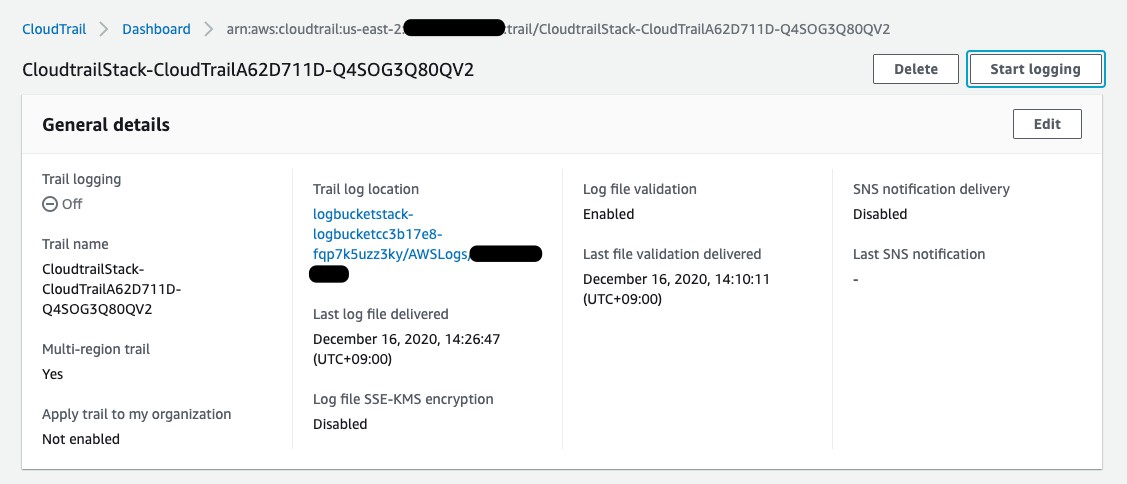 CloudTrail > Dashboard > arn:aws:cloudtrail:us-east-2: :trail/CloudtrailStack-CloudTrailA62D711D-Q4SOG3Q80QV2
CloudtrailStack-CloudTrailA62D711D-Q4SOG3Q80QV2
Delete
Start logging
General details
Edit
Trail logging
Off
Trail name
CloudtrailStack-
CloudTrailA62D711D-
Q4SOG3Q80QV2
Multi-region trail
Yes
Apply trail to my organization
Not enabled
Trail log location
logbucketstack-
logbucketcc3b17e8-
fqp7k5uzz3ky/AWSLogs/
Last log file delivered
December 16, 2020, 14:26:47
(UTC+09:00)
Log file SSE-KMS encryption
Disabled
Log file validation
Enabled
Last file validation delivered
December 16, 2020, 14:10:11
(UTC+09:00)
SNS notification delivery
Disabled
Last SNS notification
-